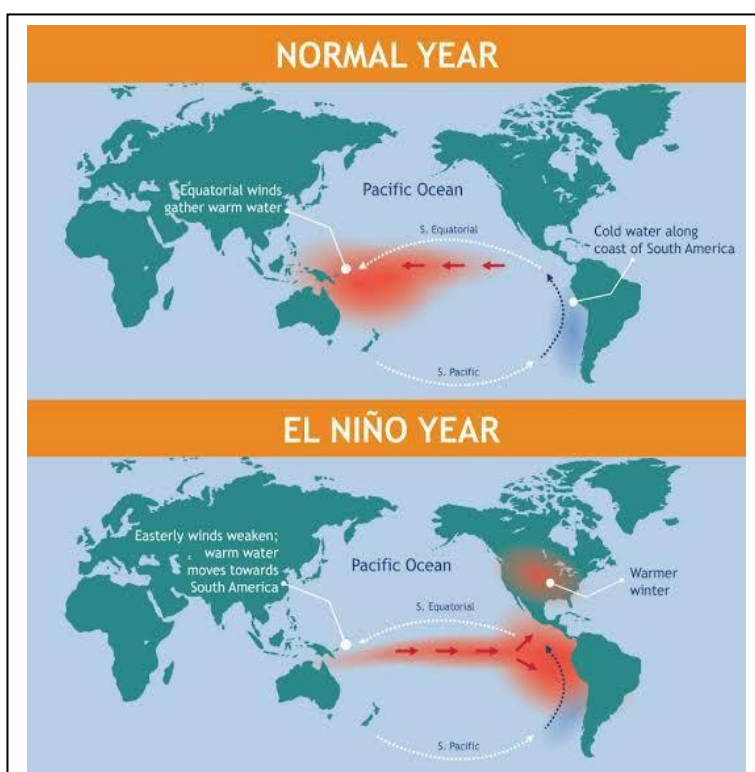 NORMAL YEAR
Equatorial winds
gather warm water
Pacific Ocean
S. Equatorial
Cold water along
coast of South America
S. Pacific
EL NIÑO YEAR
Easterly winds weaken;
warm water
moves towards
South America
Pacific Ocean
S. Equatorial
Warmer
winter
S. Pacific